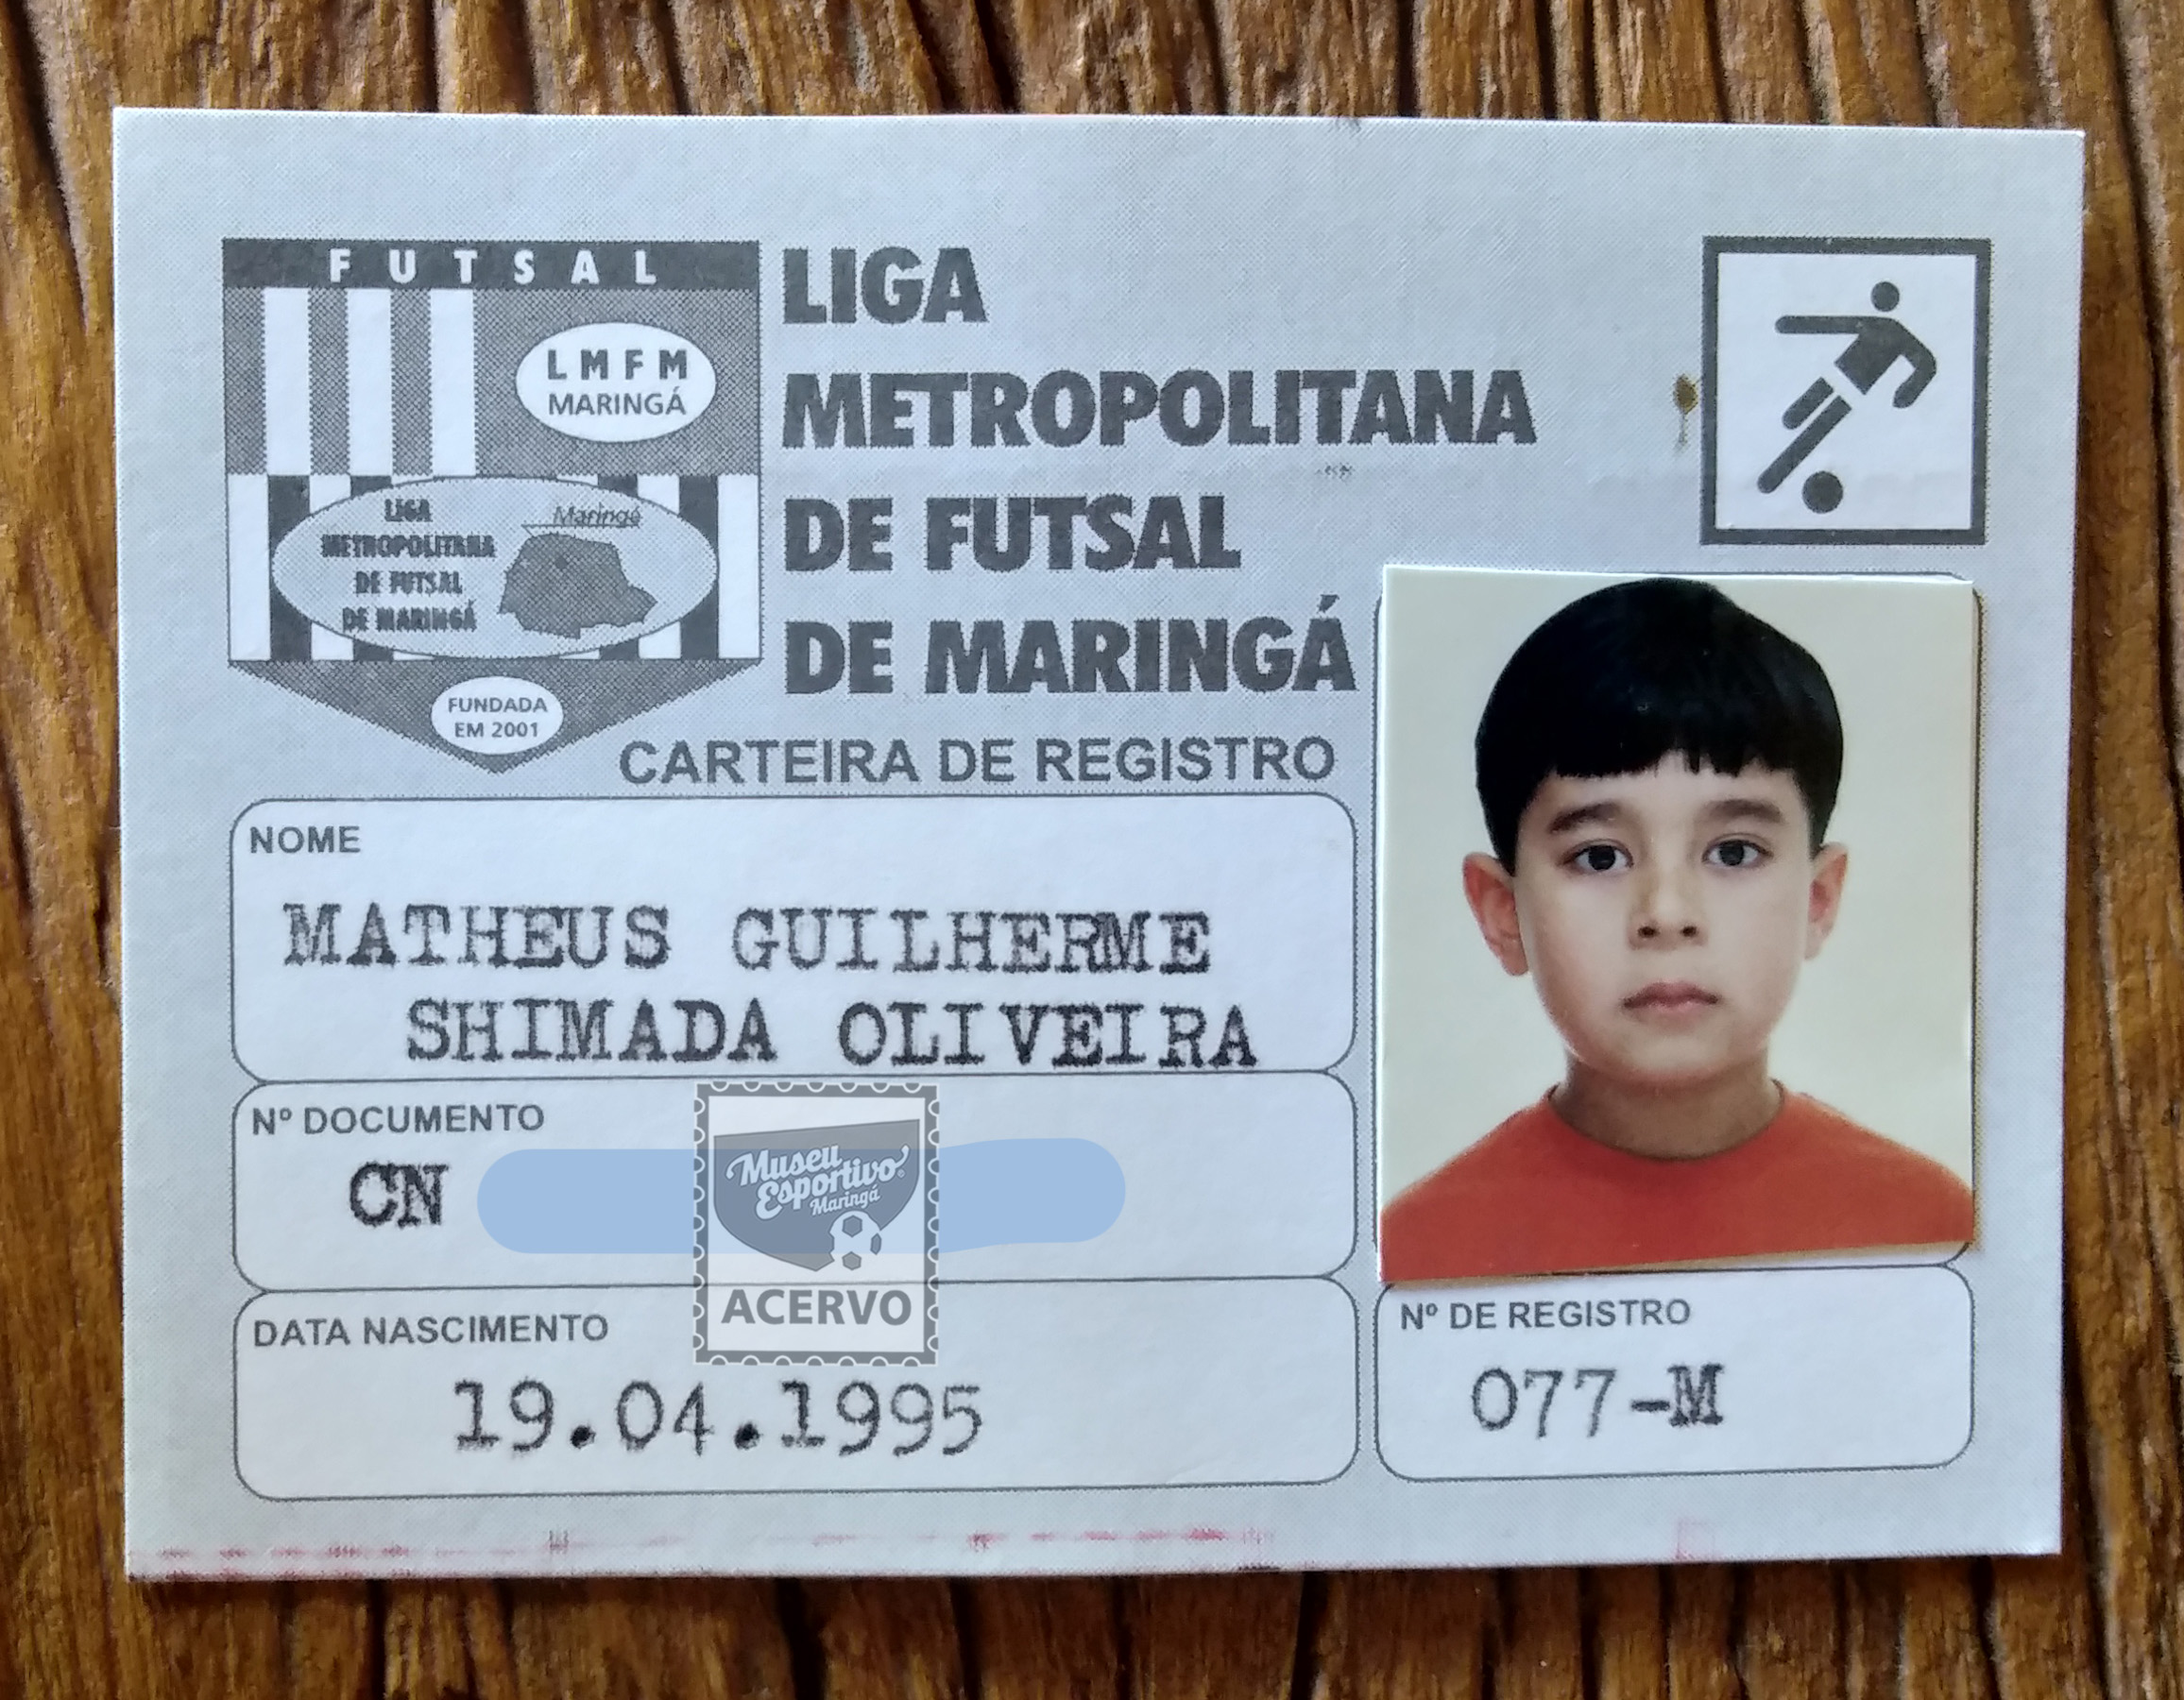 FUTSAL
LMFM
MARINGÁ
LIGA
METROPOLITANA
DE FUTSAL
DE MARINGÁ
Maringá
FUNDADA
EM 2001
LIGA
METROPOLITANA
DE FUTSAL
DE MARINGÁ
CARTEIRA DE REGISTRO
NOME
MATHEUS GUILHERME
SHIMADA OLIVEIRA
Nº DOCUMENTO
CN
Museu
Esportivo
Maringá
ACERVO
DATA NASCIMENTO
19.04.1995
Nº DE REGISTRO
077-M